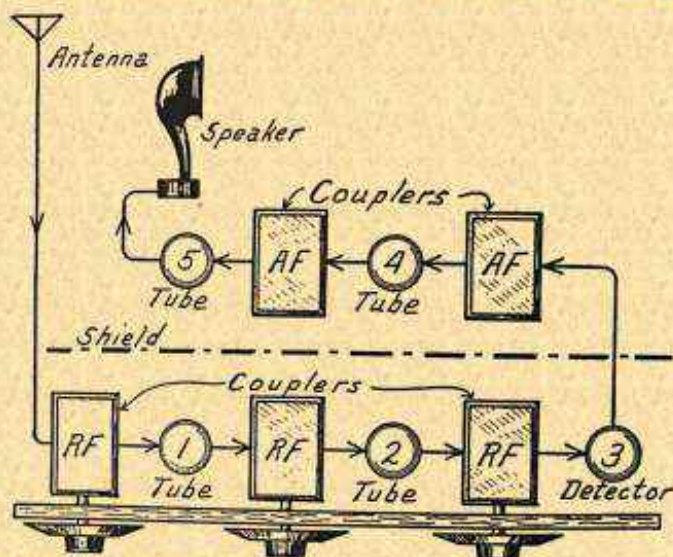 Antenna
Speaker
Couplers
5
AF
4
AF
Tube
Tube
Shield
Couplers
RF
1
RF
2
RF
3
Tube
Tube
Detector